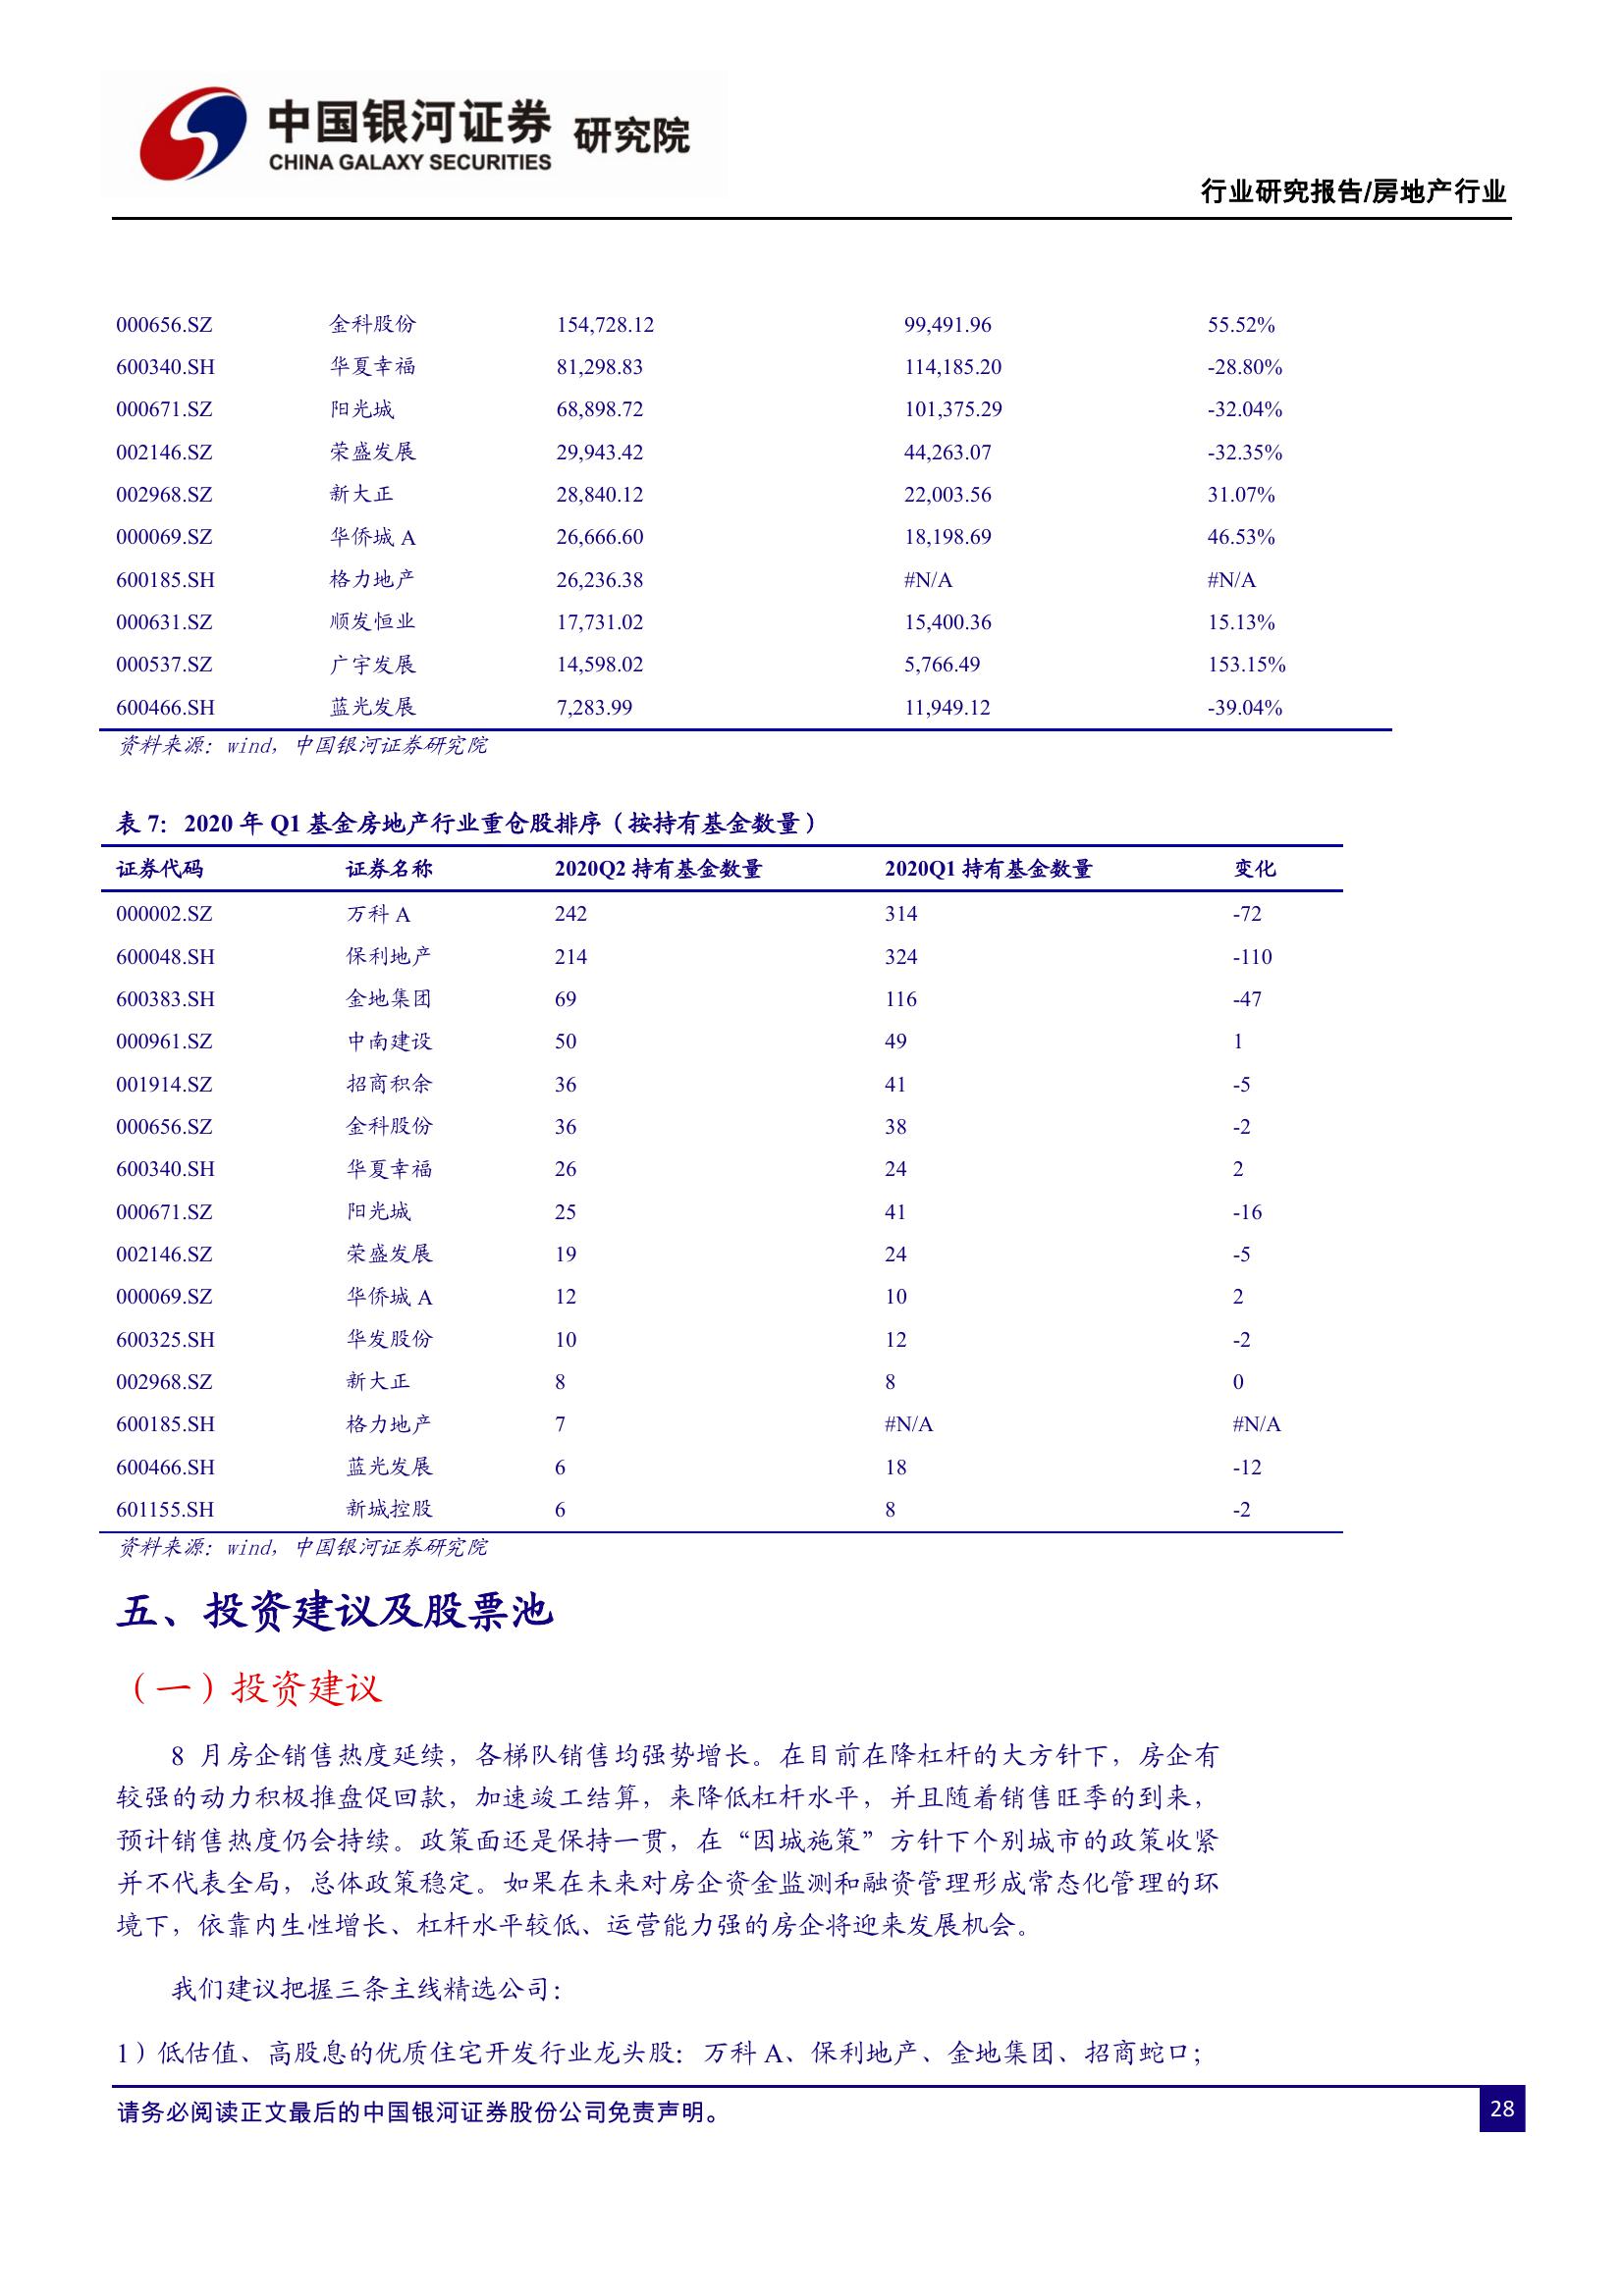 中国银河证券 研究院
CHINA GALAXY SECURITIES
行业研究报告/房地产行业
000656.SZ 金科股份 154,728.12 99,491.96 55.52%
600340.SH 华夏幸福 81,298.83 114,185.20 -28.80%
000671.SZ 阳光城 68,898.72 101,375.29 -32.04%
002146.SZ 荣盛发展 29,943.42 44,263.07 -32.35%
002968.SZ 新大正 28,840.12 22,003.56 31.07%
000069.SZ 华侨城 A 26,666.60 18,198.69 46.53%
600185.SH 格力地产 26,236.38 #N/A #N/A
000631.SZ 顺发恒业 17,731.02 15,400.36 15.13%
000537.SZ 广宇发展 14,598.02 5,766.49 153.15%
600466.SH 蓝光发展 7,283.99 11,949.12 -39.04%
资料来源：wind，中国银河证券研究院
表 7：2020 年 Q1 基金房地产行业重仓股排序（按持有基金数量）
证券代码 证券名称 2020Q2 持有基金数量 2020Q1 持有基金数量 变化
000002.SZ 万科 A 242 314 -72
600048.SH 保利地产 214 324 -110
600383.SH 金地集团 69 116 -47
000961.SZ 中南建设 50 49 1
001914.SZ 招商积余 36 41 -5
000656.SZ 金科股份 36 38 -2
600340.SH 华夏幸福 26 24 2
000671.SZ 阳光城 25 41 -16
002146.SZ 荣盛发展 19 24 -5
000069.SZ 华侨城 A 12 10 2
600325.SH 华发股份 10 12 -2
002968.SZ 新大正 8 8 0
600185.SH 格力地产 7 #N/A #N/A
600466.SH 蓝光发展 6 18 -12
601155.SH 新城控股 6 8 -2
资料来源：wind，中国银河证券研究院
五、投资建议及股票池
（一）投资建议
8 月房企销售热度延续，各梯队销售均强势增长。在目前在降杠杆的大方针下，房企有
较强的动力积极推盘促回款，加速竣工结算，来降低杠杆水平，并且随着销售旺季的到来，
预计销售热度仍会持续。政策面还是保持一贯，在“因城施策”方针下个别城市的政策收紧
并不代表全局，总体政策稳定。如果在未来对房企资金监测和融资管理形成常态化管理的环
境下，依靠内生性增长、杠杆水平较低、运营能力强的房企将迎来发展机会。
我们建议把握三条主线精选公司：
1）低估值、高股息的优质住宅开发行业龙头股：万科 A、保利地产、金地集团、招商蛇口；
请务必阅读正文最后的中国银河证券股份公司免责声明。
28